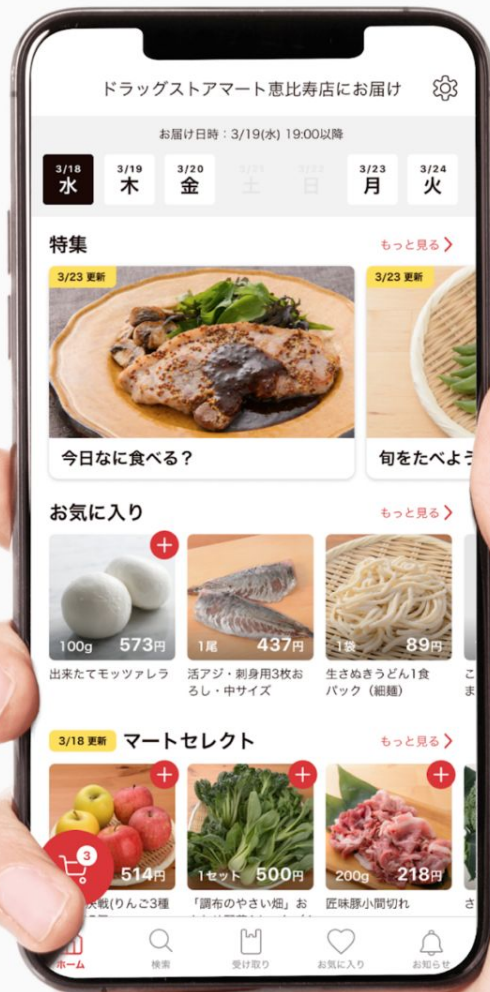 ドラッグストアマート恵比寿店にお届け
お届け日時：3/19(水) 19:00以降
3/18
水
3/19
木
3/20
金
土
日
3/23
月
3/24
火
特集
もっと見る
3/23 更新
3/23 更新
今日なに食べる？
旬をたべよう
お気に入り
もっと見る
100g 573円
1尾 437円
1袋 89円
出来たてモッツァレラ
活アジ・刺身用3枚お
ろし・中サイズ
生さぬきうどん1食
パック（細麺）
3/18 更新
マートセレクト
もっと見る
514円
1セット 500円
200g 218円
決戦(りんご3種
「調布のやさい畑」お
匠味豚小間切れ
3
ホーム
検索
受け取り
お気に入り
お知らせ